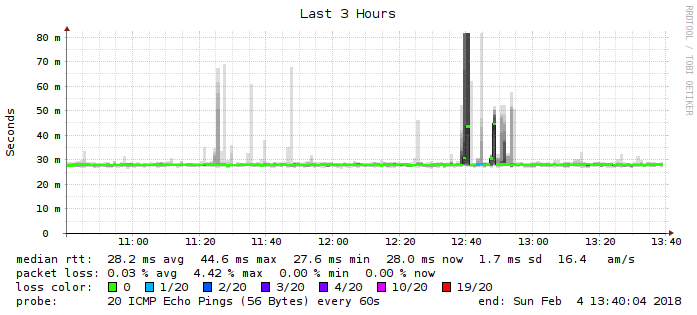 Last 3 Hours
RRDTOOL / TOBI OETIKER
Seconds
80 m
70 m
60 m
50 m
40 m
30 m
20 m
10 m
0
11:00 11:20 11:40 12:00 12:20 12:40 13:00 13:20 13:40
median rtt: 28.2 ms avg 44.6 ms max 27.6 ms min 28.0 ms now 1.7 ms sd 16.4 am/s
packet loss: 0.03 % avg 4.42 % max 0.00 % min 0.00 % now
loss color: 0 1/20 2/20 3/20 4/20 10/20 19/20
probe: 20 ICMP Echo Pings (56 Bytes) every 60s end: Sun Feb 4 13:40:04 2018